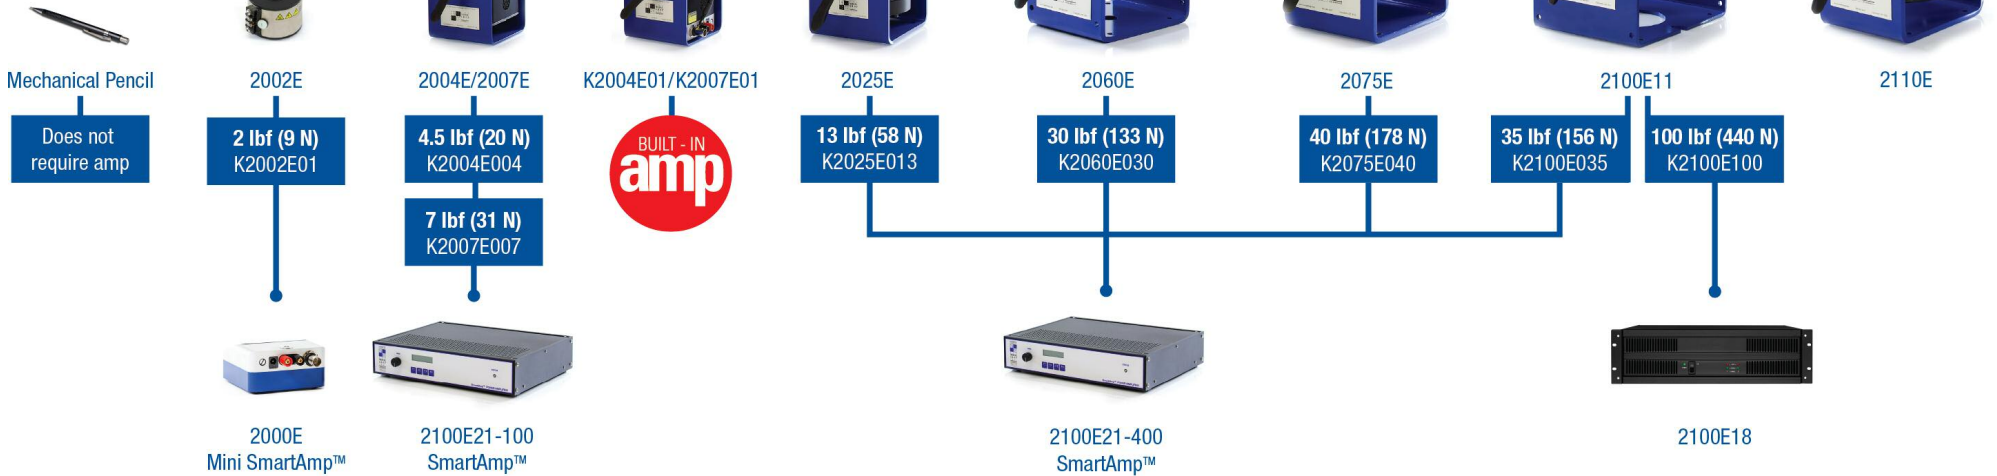 Mechanical Pencil
2002E
2004E/2007E
K2004E01/K2007E01
2025E
2060E
2075E
2100E11
2110E
Does not
require amp
2 lbf (9 N)
K2002E01
4.5 lbf (20 N)
K2004E004
7 lbf (31 N)
K2007E007
BUILT - IN
amp
13 lbf (58 N)
K2025E013
30 lbf (133 N)
K2060E030
40 lbf (178 N)
K2075E040
35 lbf (156 N)
K2100E035
100 lbf (440 N)
K2100E100
2000E
Mini SmartAmp™
2100E21-100
SmartAmp™
2100E21-400
SmartAmp™
2100E18